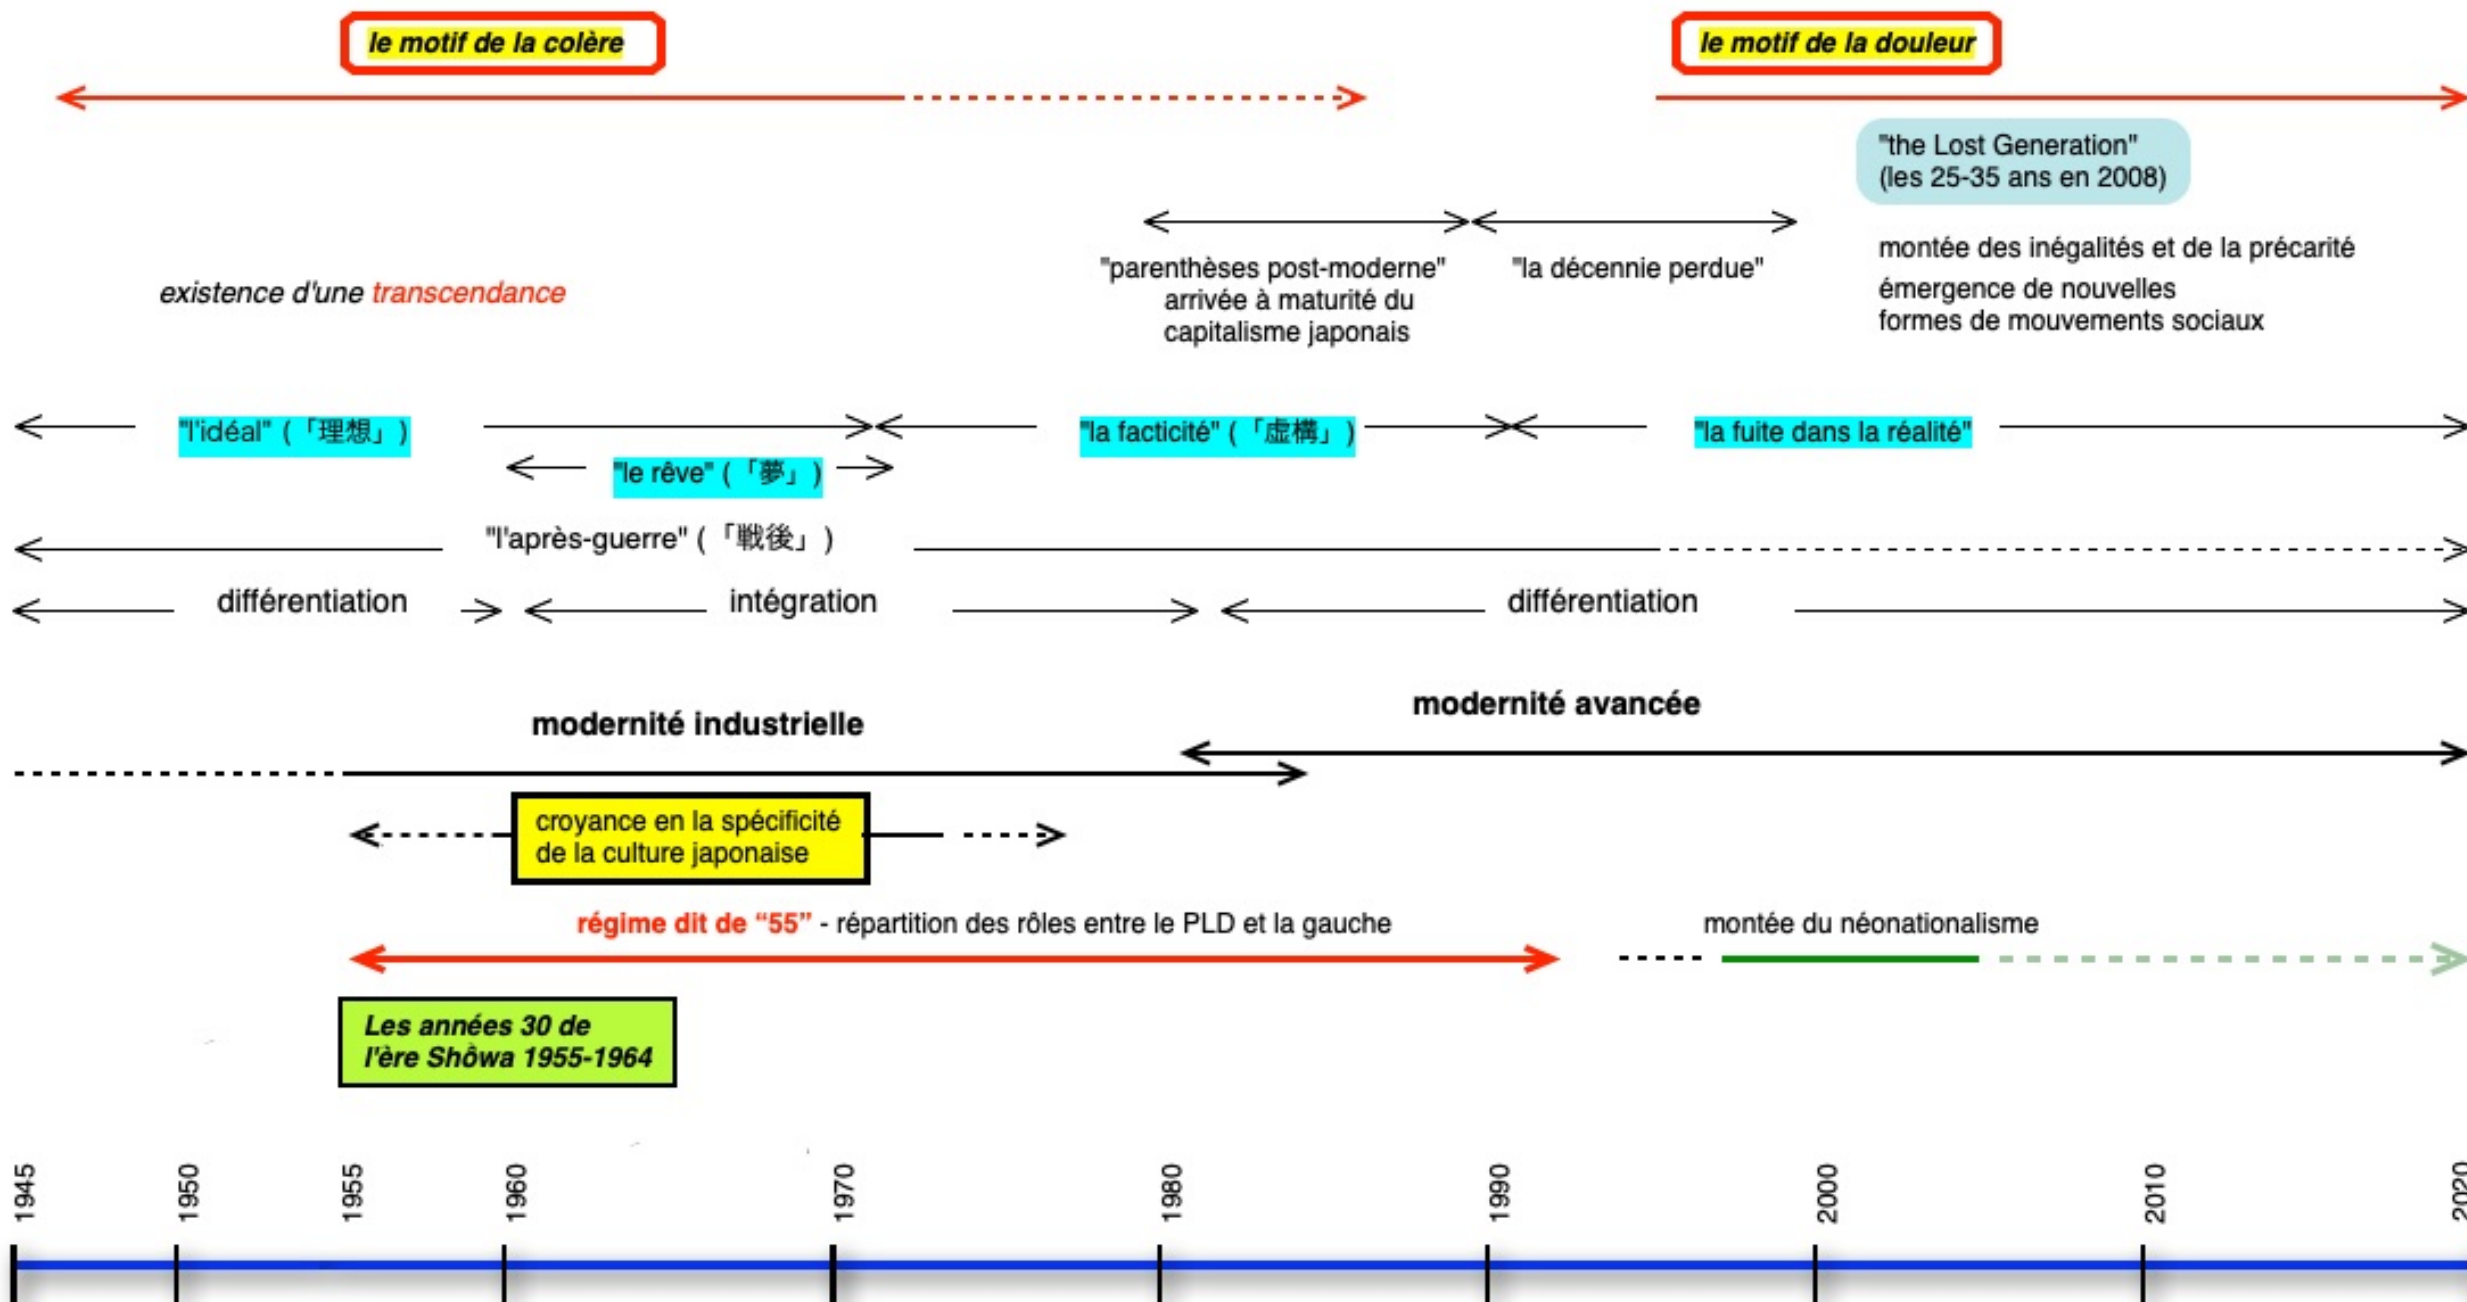 le motif de la colère
le motif de la douleur
"the Lost Generation"
(les 25-35 ans en 2008)
existence d'une transcendance
"parenthèses post-moderne"
arrivée à maturité du
capitalisme japonais
"la décennie perdue"
montée des inégalités et de la précarité
émergence de nouvelles
formes de mouvements sociaux
"l'idéal" (「理想」)
"la facticité" (「虚構」)
"la fuite dans la réalité"
"le rêve" (「夢」)
"l'après-guerre" (「戦後」)
différentiation
intégration
différentiation
modernité industrielle
modernité avancée
croyance en la spécificité
de la culture japonaise
régime dit de “55” - répartition des rôles entre le PLD et la gauche
montée du néonationalisme
Les années 30 de
l'ère Shôwa 1955-1964
1945
1950
1955
1960
1970
1980
1990
2000
2010
2020